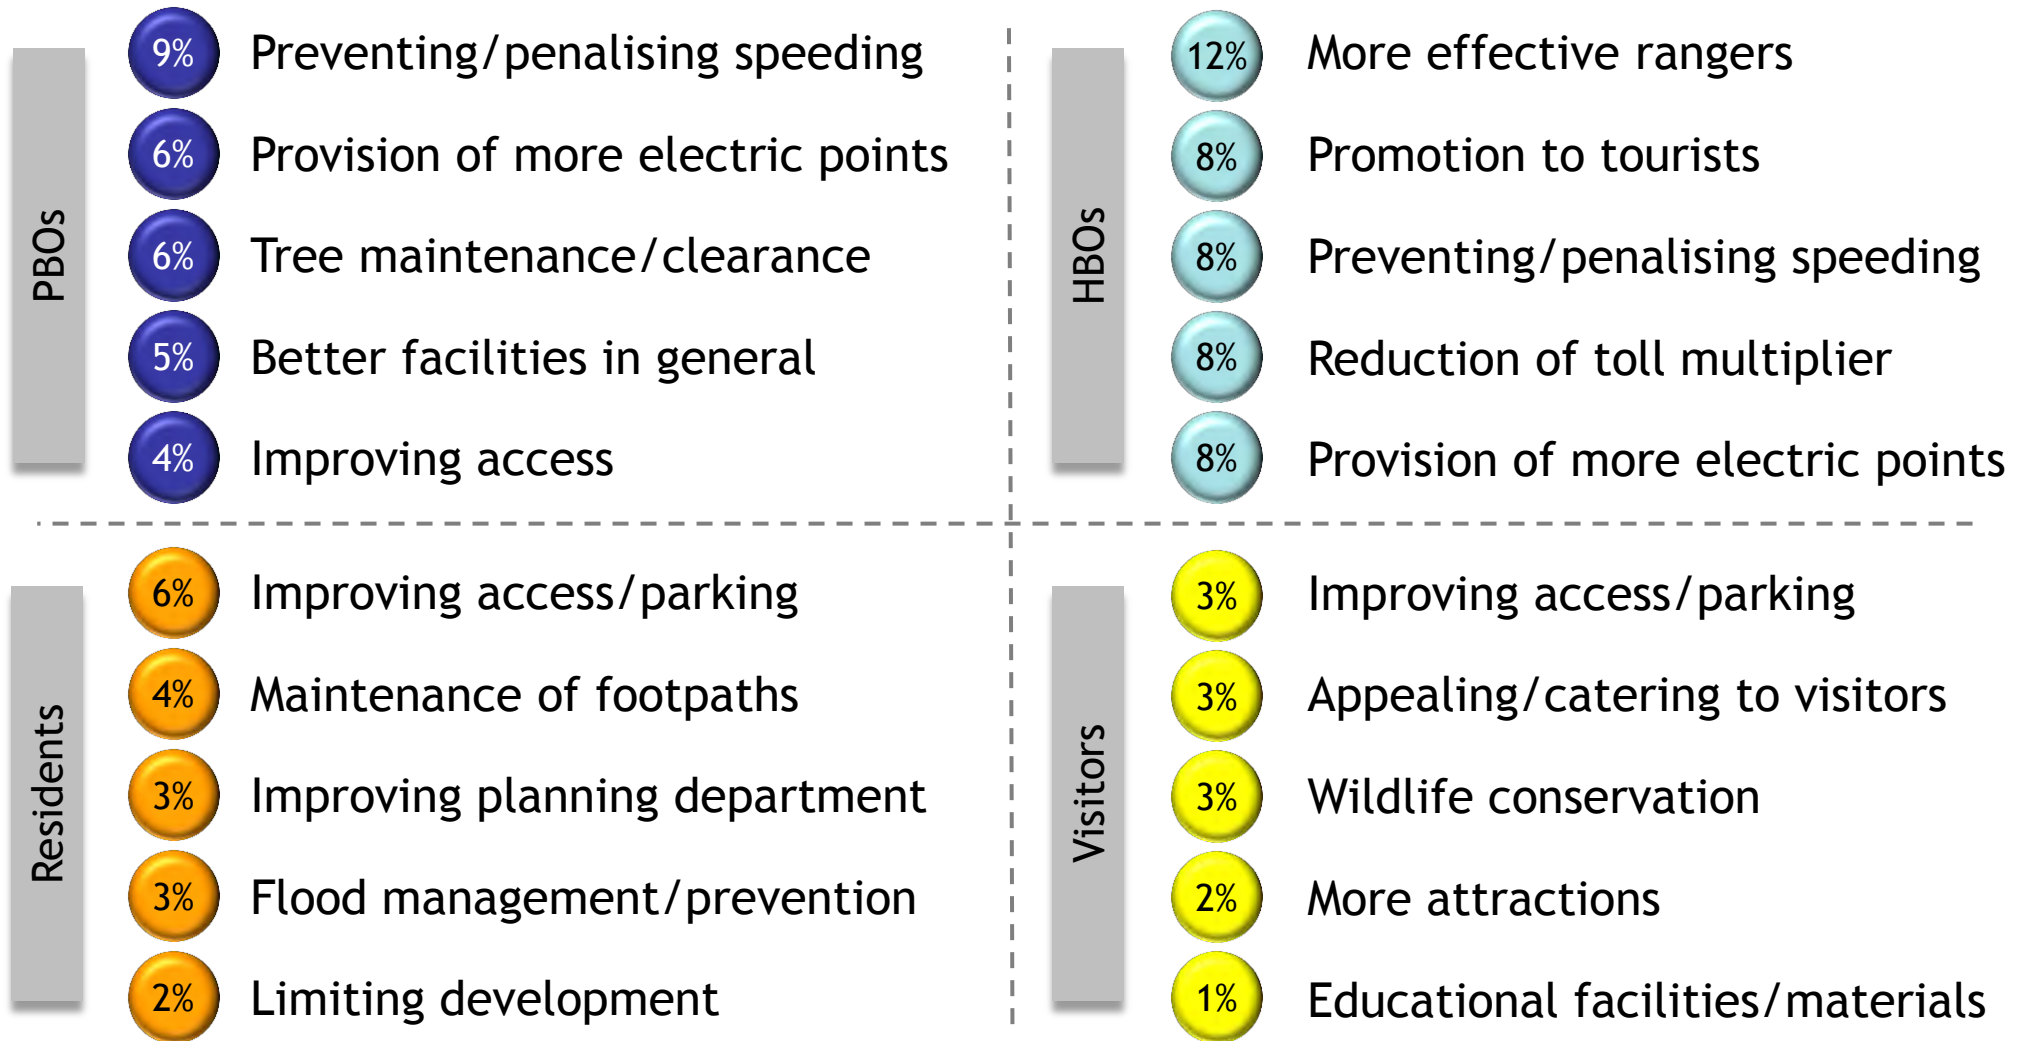 PBOs
9% Preventing/penalising speeding
6% Provision of more electric points
6% Tree maintenance/clearance
5% Better facilities in general
4% Improving access
HBOs
12% More effective rangers
8% Promotion to tourists
8% Preventing/penalising speeding
8% Reduction of toll multiplier
8% Provision of more electric points
Residents
6% Improving access/parking
4% Maintenance of footpaths
3% Improving planning department
3% Flood management/prevention
2% Limiting development
Visitors
3% Improving access/parking
3% Appealing/catering to visitors
3% Wildlife conservation
2% More attractions
1% Educational facilities/materials